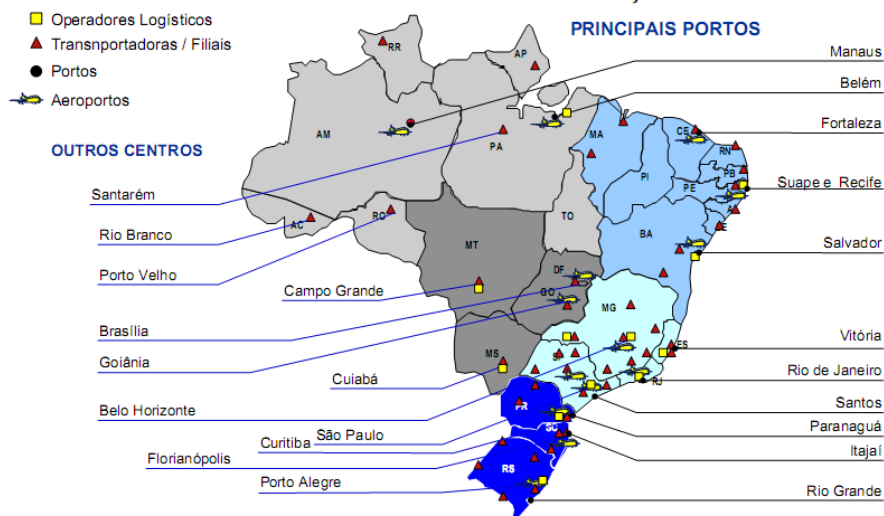 Operadores Logísticos
Transnportadoras / Filiais
Portos
Aeroportos
PRINCIPAIS PORTOS
OUTROS CENTROS
Manaus
Belém
Fortaleza
Suape e Recife
Salvador
Vitória
Rio de Janeiro
Santos
Paranaguá
Itajaí
Rio Grande
Santarém
Rio Branco
Porto Velho
Campo Grande
Brasília
Goiânia
Cuiabá
Belo Horizonte
São Paulo
Curitiba
Florianópolis
Porto Alegre
RR
AP
AM
PA
MA
CE
RN
PB
PE
PI
TO
BA
AC
RO
MT
DF
GO
MG
ES
MS
RJ
PR
RS